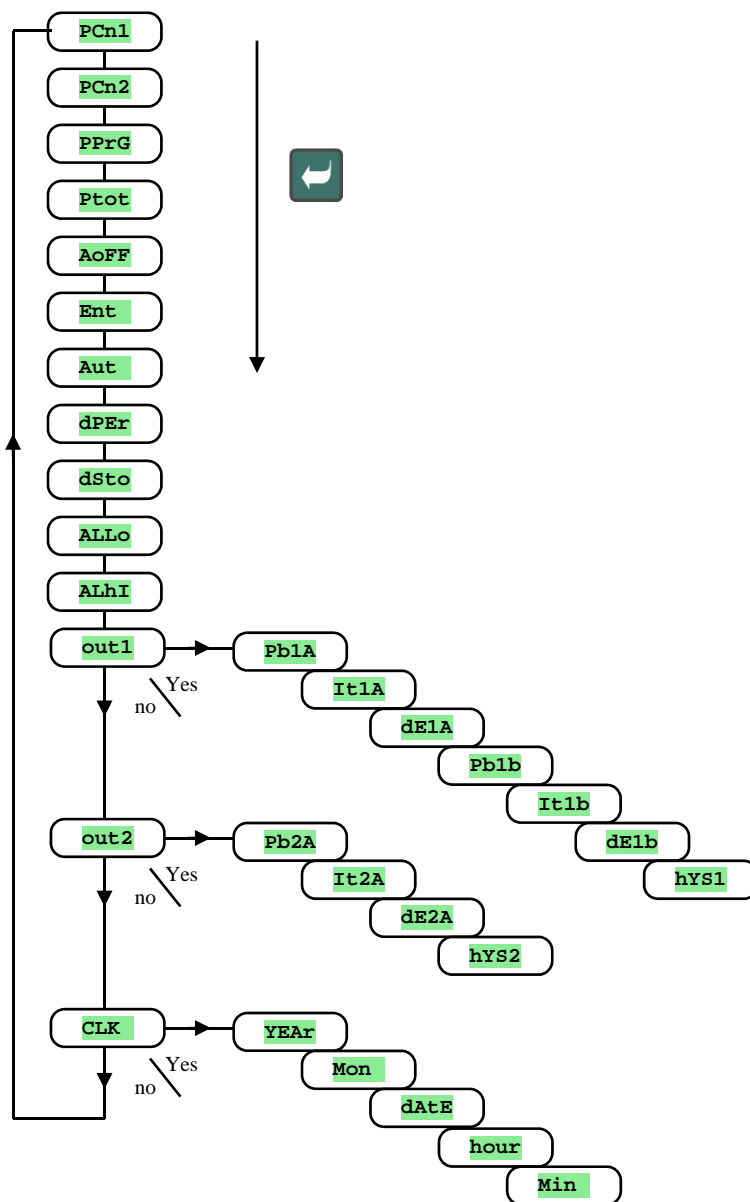 PCn1
PCn2
PPrG
Ptot
AoFF
Ent
Aut
dPEr
dSto
ALLo
ALhI
out1
Pb1A
It1A
dE1A
Pb1b
It1b
dE1b
hYS1
Yes
no
out2
Pb2A
It2A
dE2A
hYS2
Yes
no
CLK
YEAr
Mon
dAtE
hour
Min
Yes
no